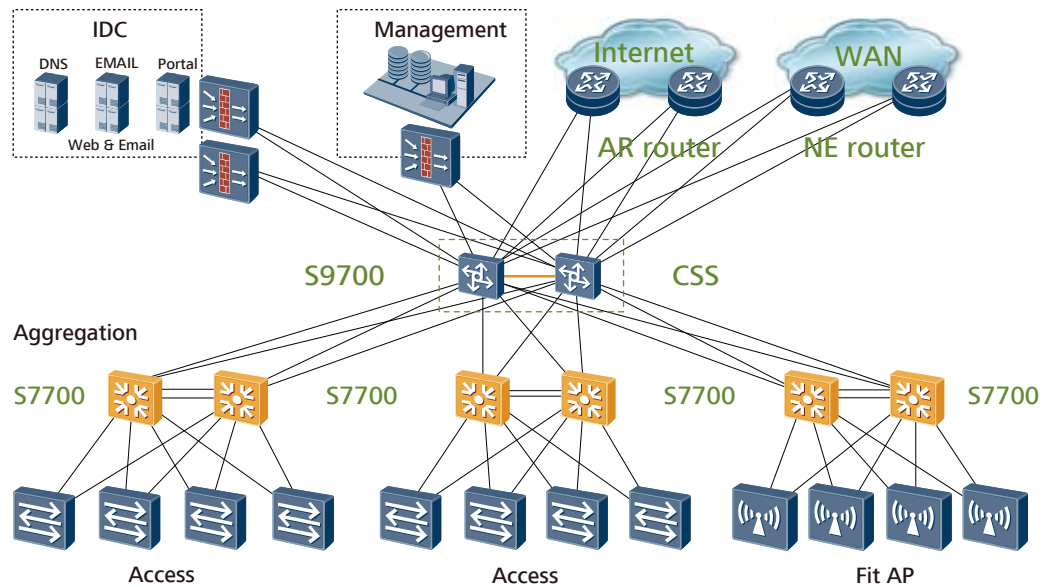 IDC
Management
Internet
WAN
DNS
EMAIL
Portal
Web & Email
AR router
NE router
S9700
CSS
Aggregation
S7700
S7700
S7700
S7700
Access
Access
Fit AP